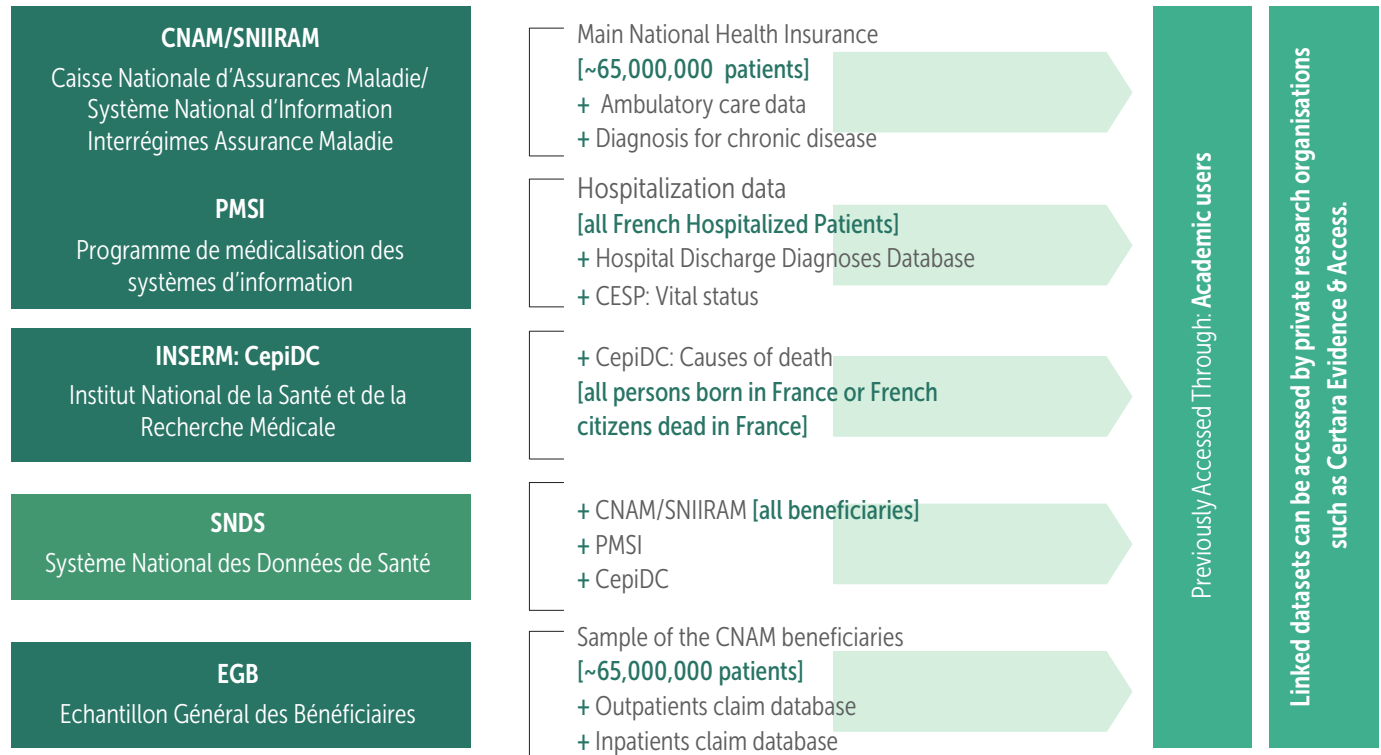 CNAM/SNIIRAM
Caisse Nationale d’Assurances Maladie/
Système National d’Information
Interrégimes Assurance Maladie
Main National Health Insurance
[~65,000,000 patients]
+ Ambulatory care data
+ Diagnosis for chronic disease
PMSI
Programme de médicalisation des
systèmes d’information
Hospitalization data
[all French Hospitalized Patients]
+ Hospital Discharge Diagnoses Database
+ CESP: Vital status
INSERM: CepiDC
Institut National de la Santé et de la
Recherche Médicale
+ CepiDC: Causes of death
[all persons born in France or French
citizens dead in France]
SNDS
Système National des Données de Santé
+ CNAM/SNIIRAM [all beneficiaries]
+ PMSI
+ CepiDC
EGB
Echantillon Général des Bénéficiaires
Sample of the CNAM beneficiaries
[~65,000,000 patients]
+ Outpatients claim database
+ Inpatients claim database
Previously Accessed Through: Academic users
Linked datasets can be accessed by private research organisations
such as Certara Evidence & Access.